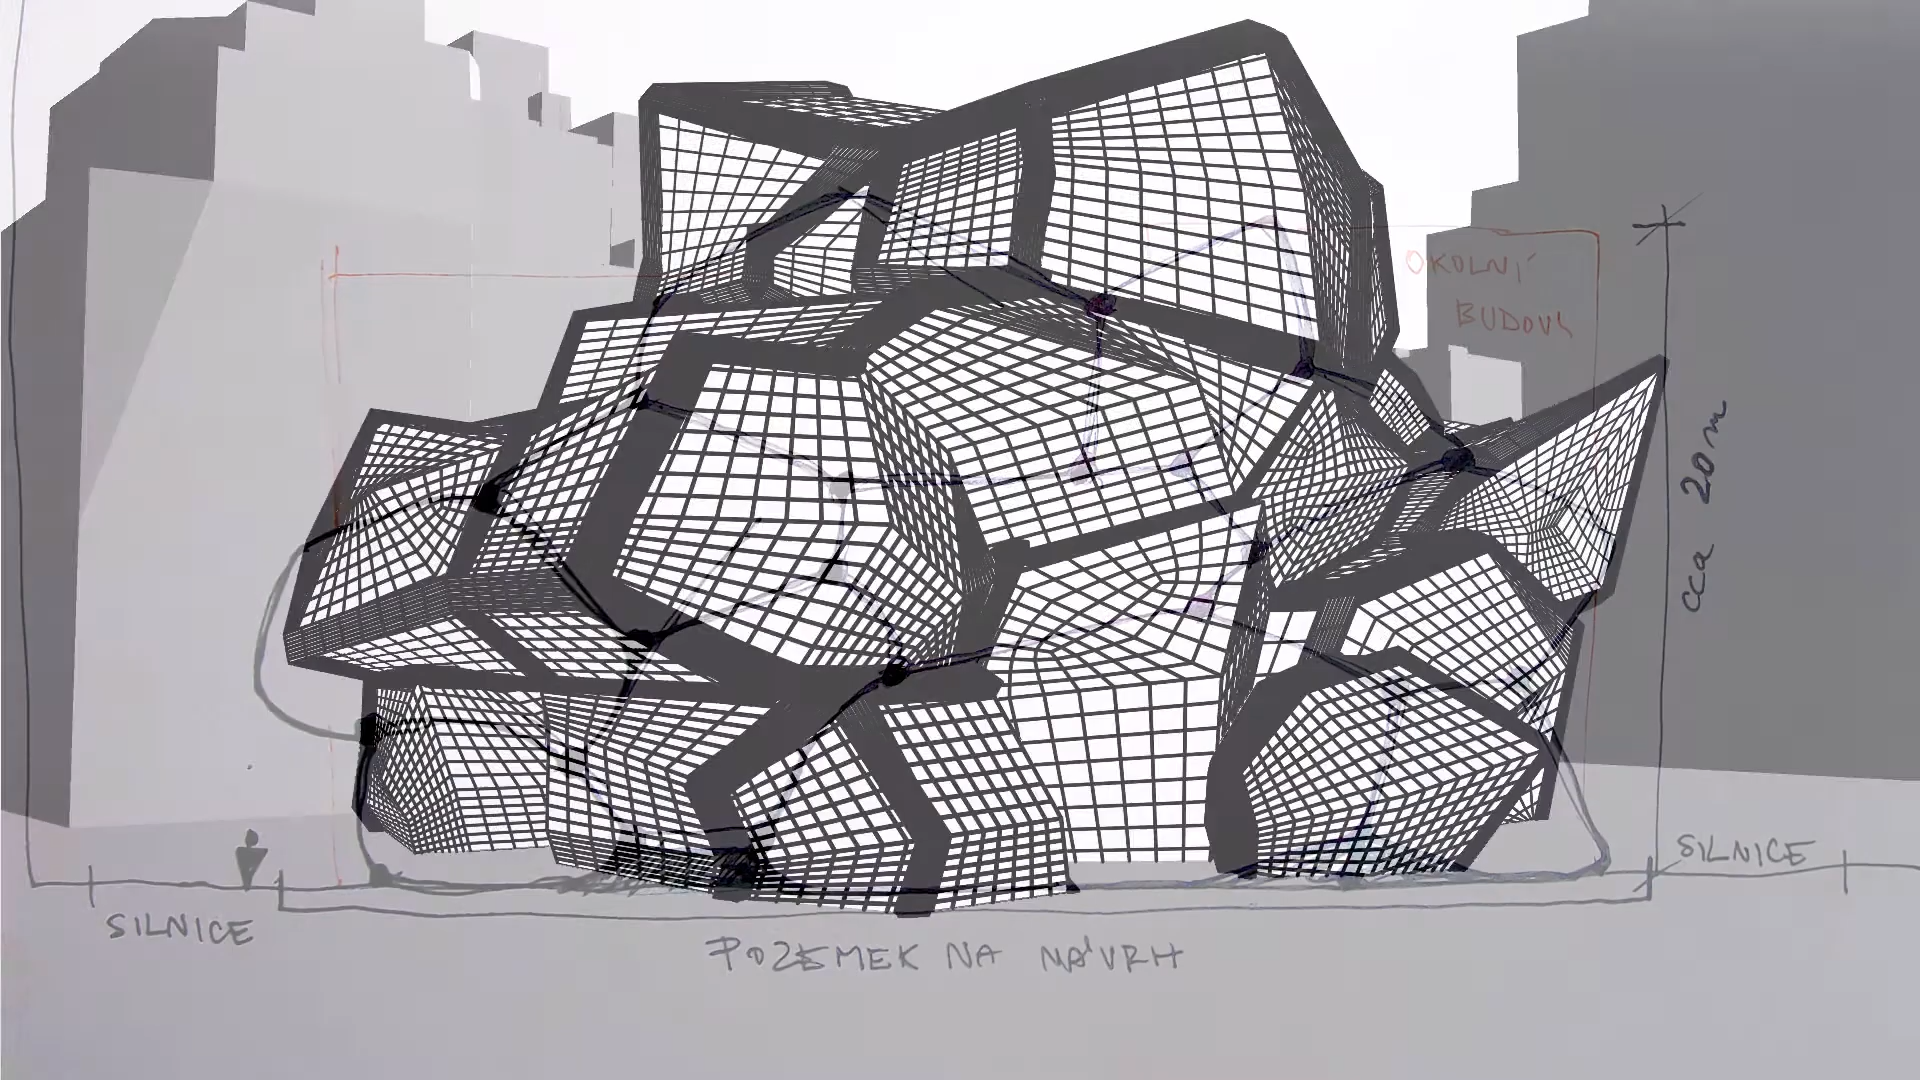 OKOLNÍ
BUDOVY
cca 20m
SILNICE
SILNICE
POZEMEK NA NÁVRH